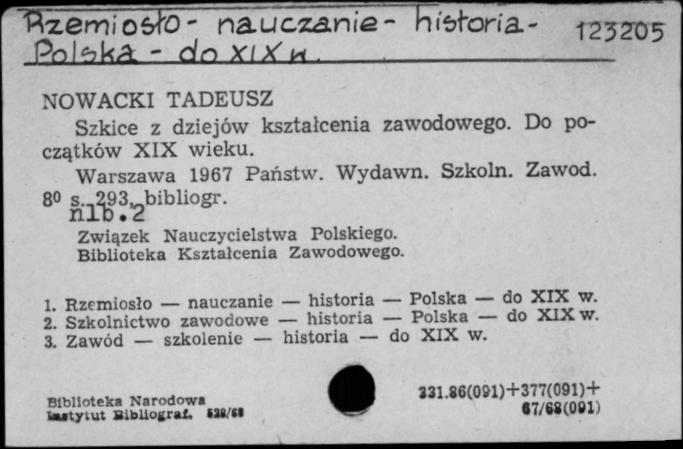 Rzemiosło - nauczanie - historia - 123205
Polska - do XIX w.
NOWACKI TADEUSZ
Szkice z dziejów kształcenia zawodowego. Do po-
czątków XIX wieku.
Warszawa 1967 Państw. Wydawn. Szkoln. Zawod.
8⁰ s. 293, bibliogr.
nlb.2
Związek Nauczycielstwa Polskiego.
Biblioteka Kształcenia Zawodowego.
1. Rzemiosło — nauczanie — historia — Polska — do XIX w.
2. Szkolnictwo zawodowe — historia — Polska — do XIX w.
3. Zawód — szkolenie — historia — do XIX w.
Biblioteka Narodowa 331.86(091)+377(091)+
Instytut Bibliograf. 528/68 67/68(091)